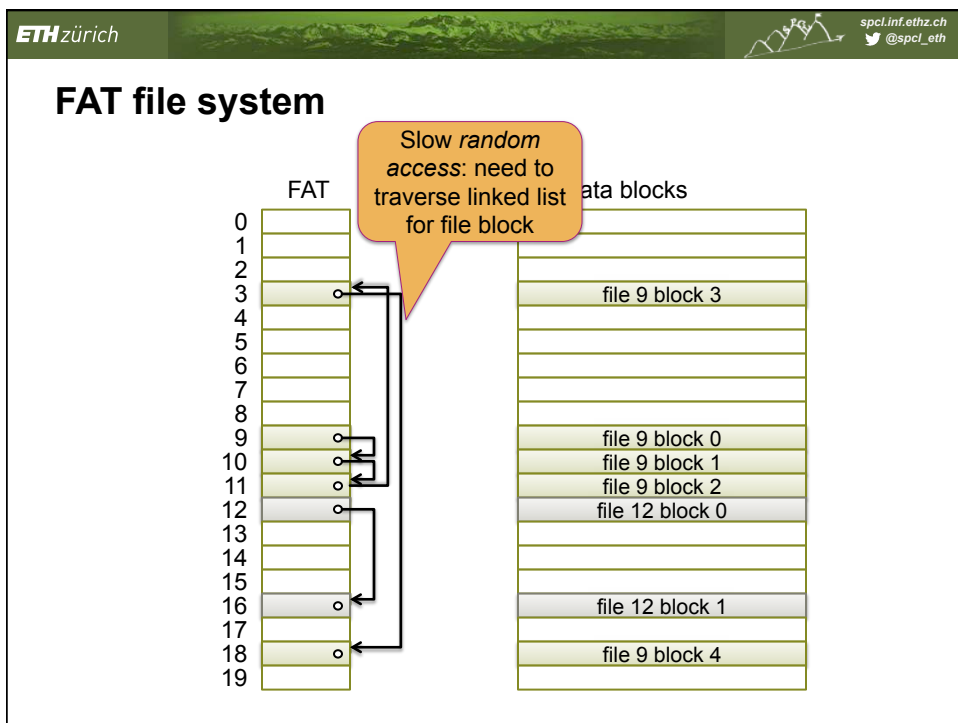 ETH zürich
spcl.inf.ethz.ch
@spcl_eth
FAT file system
Slow random
access: need to
traverse linked list
for file block
FAT
ata blocks
0
1
2
3
file 9 block 3
4
5
6
7
8
9
file 9 block 0
10
file 9 block 1
11
file 9 block 2
12
file 12 block 0
13
14
15
16
file 12 block 1
17
18
file 9 block 4
19